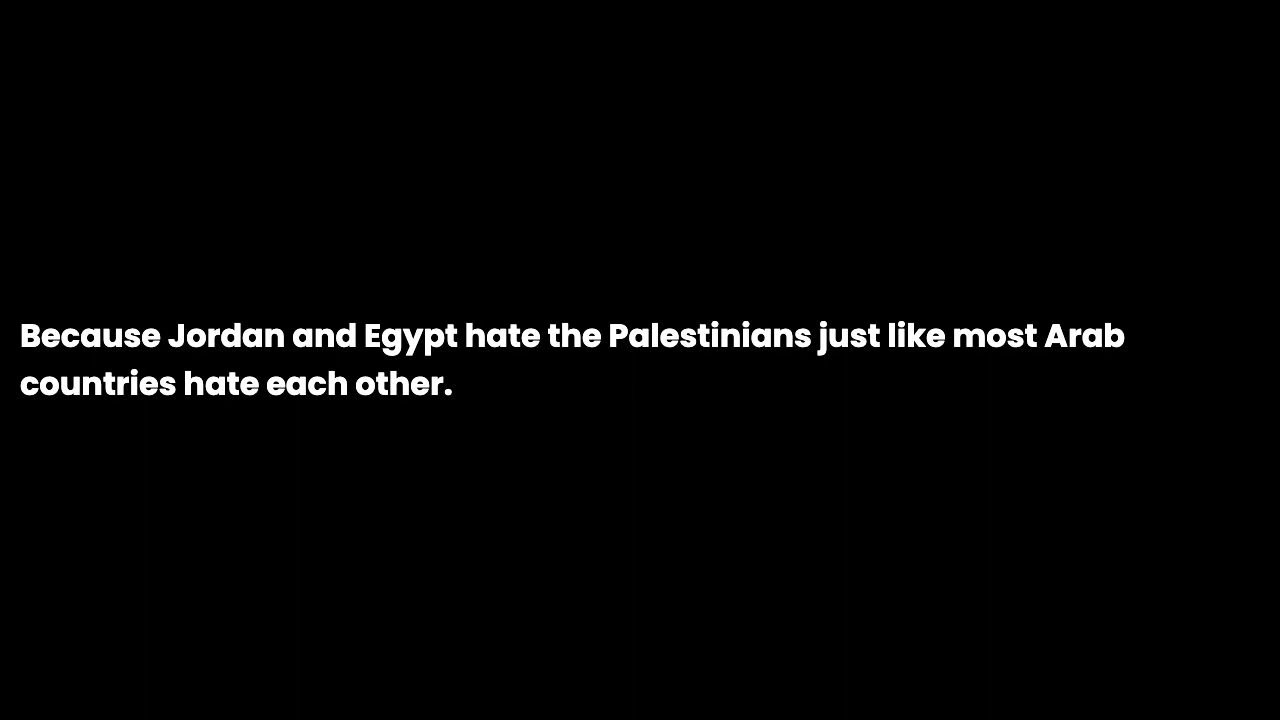 Because Jordan and Egypt hate the Palestinians just like most Arab
countries hate each other.